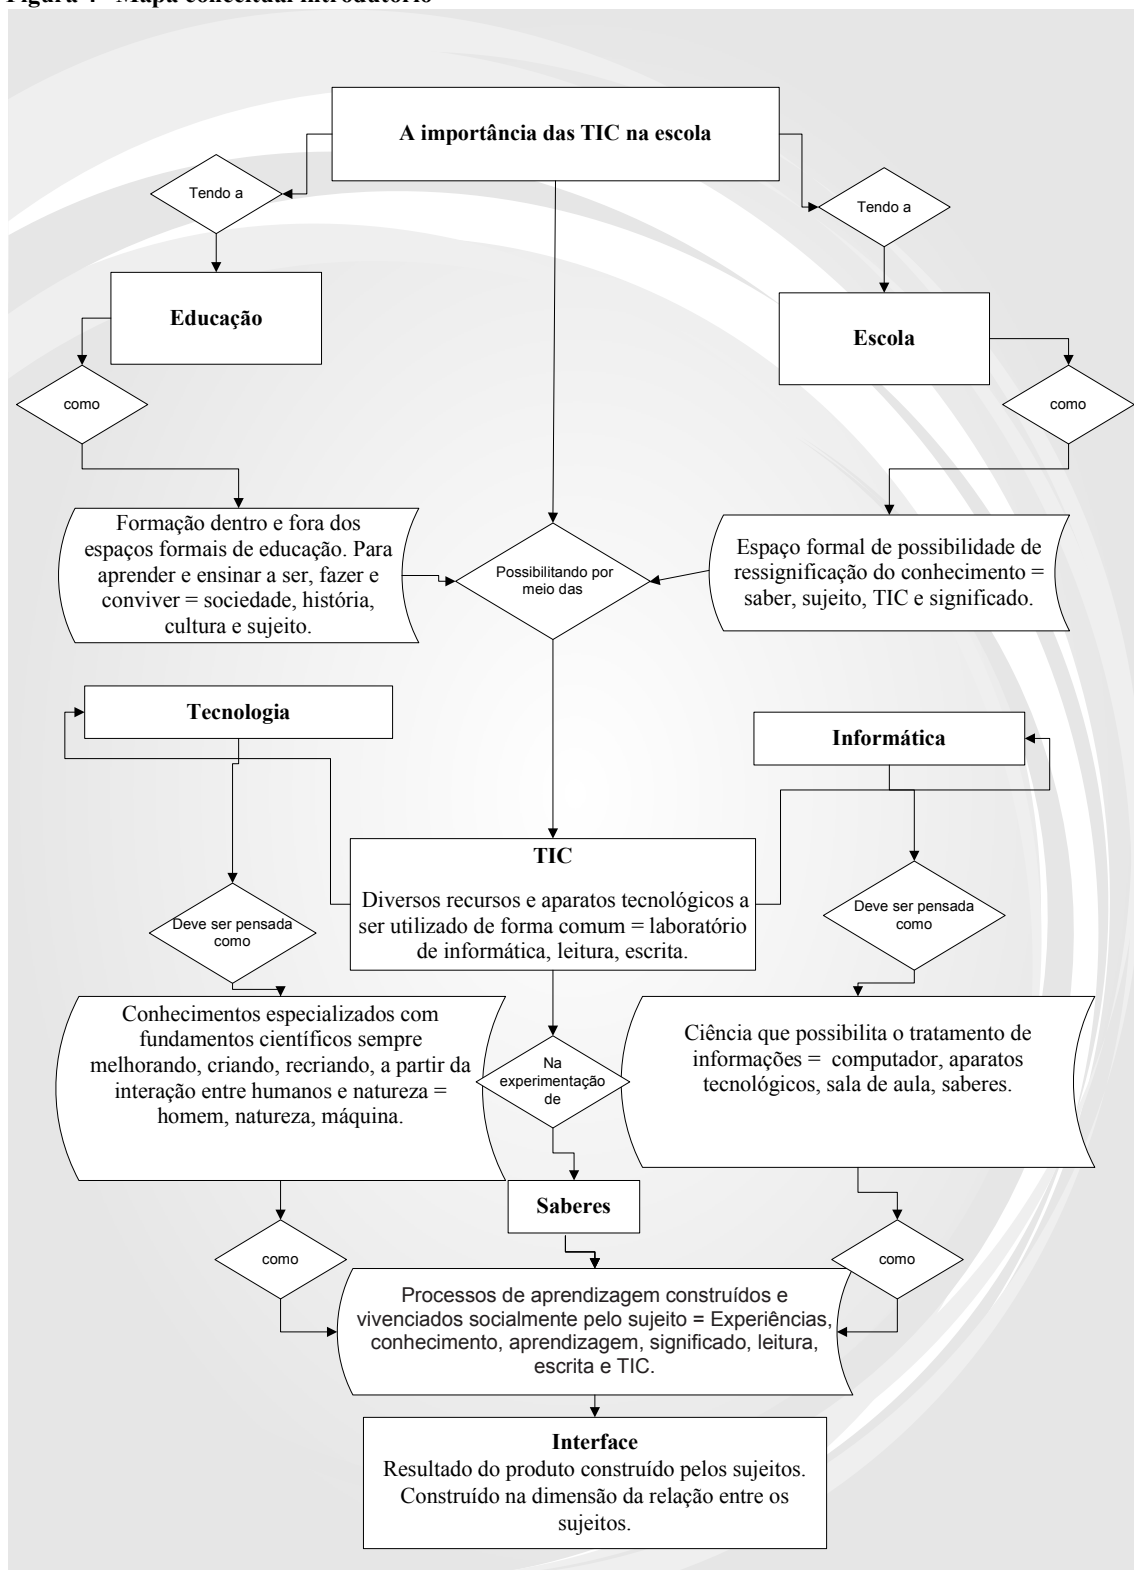 Figura 4- Mapa conceitual introdutório
A importância das TIC na escola
Tendo a
Tendo a
Educação
Escola
como
como
Formação dentro e fora dos
espaços formais de educação. Para
aprender e ensinar a ser, fazer e
conviver = sociedade, história,
cultura e sujeito.
Possibilitando por
meio das
Espaço formal de possibilidade de
ressignificação do conhecimento =
saber, sujeito, TIC e significado.
Tecnologia
Informática
TIC
Diversos recursos e aparatos tecnológicos a
ser utilizado de forma comum = laboratório
de informática, leitura, escrita.
Deve ser pensada
como
Deve ser pensada
como
Conhecimentos especializados com
fundamentos científicos sempre
melhorando, criando, recriando, a partir da
interação entre humanos e natureza =
homem, natureza, máquina.
Na
experimentação
de
Ciência que possibilita o tratamento de
informações = computador, aparatos
tecnológicos, sala de aula, saberes.
Saberes
como
como
Processos de aprendizagem construídos e
vivenciados socialmente pelo sujeito = Experiências,
conhecimento, aprendizagem, significado, leitura,
escrita e TIC.
Interface
Resultado do produto construído pelos sujeitos.
Construído na dimensão da relação entre os
sujeitos.